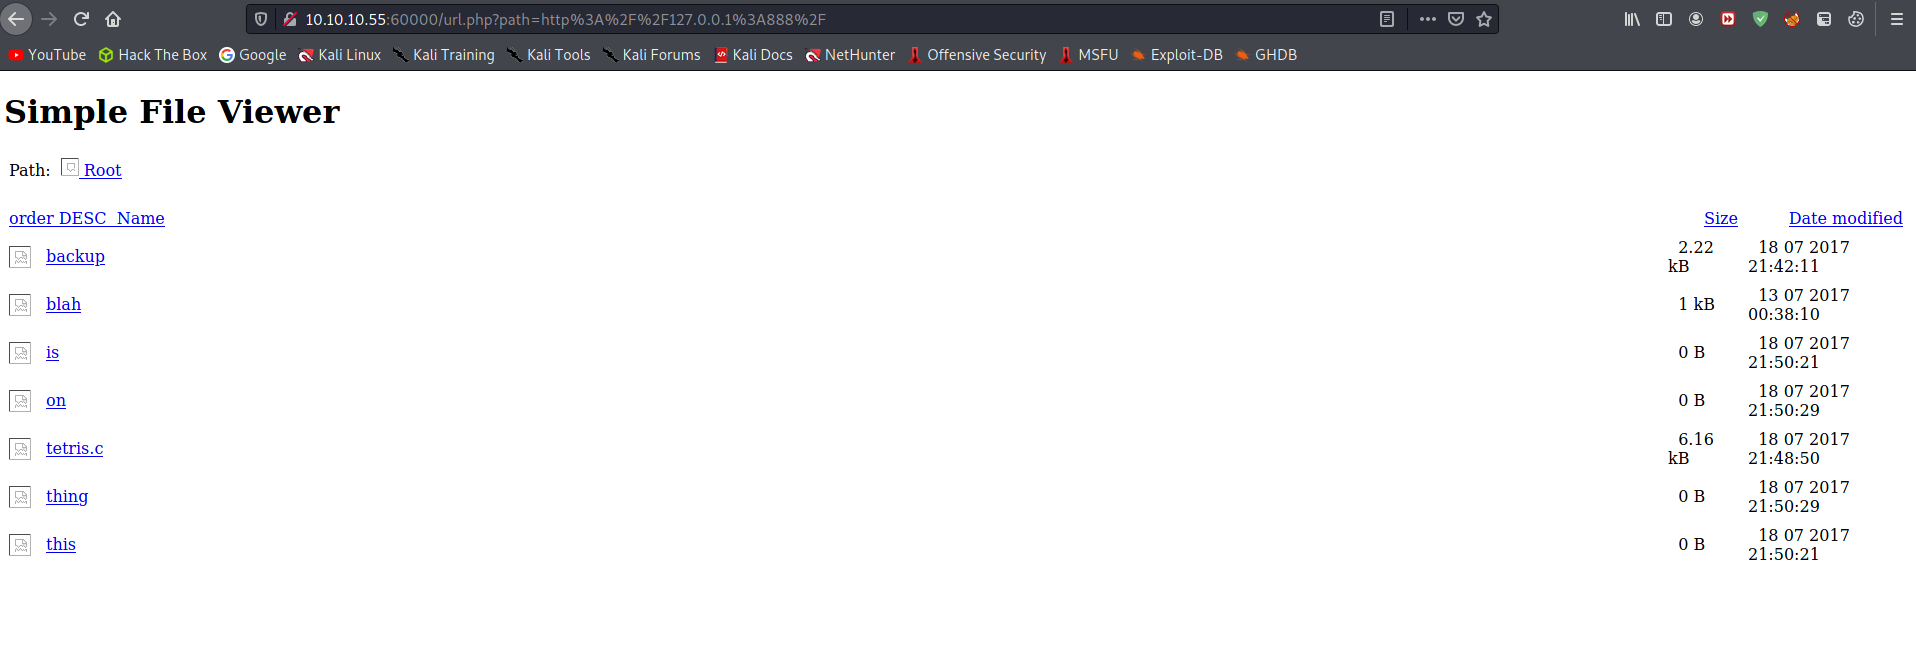 10.10.10.55:60000/url.php?path=http%3A%2F%2F127.0.0.1%3A888%2F
YouTube Hack The Box Google Kali Linux Kali Training Kali Tools Kali Forums Kali Docs NetHunter Offensive Security MSFU Exploit-DB GHDB
Simple File Viewer
Path: Root
order DESC Name Size Date modified
backup 2.22 kB 18 07 2017 21:42:11
blah 1 kB 13 07 2017 00:38:10
is 0 B 18 07 2017 21:50:21
on 0 B 18 07 2017 21:50:29
tetris.c 6.16 kB 18 07 2017 21:48:50
thing 0 B 18 07 2017 21:50:29
this 0 B 18 07 2017 21:50:21